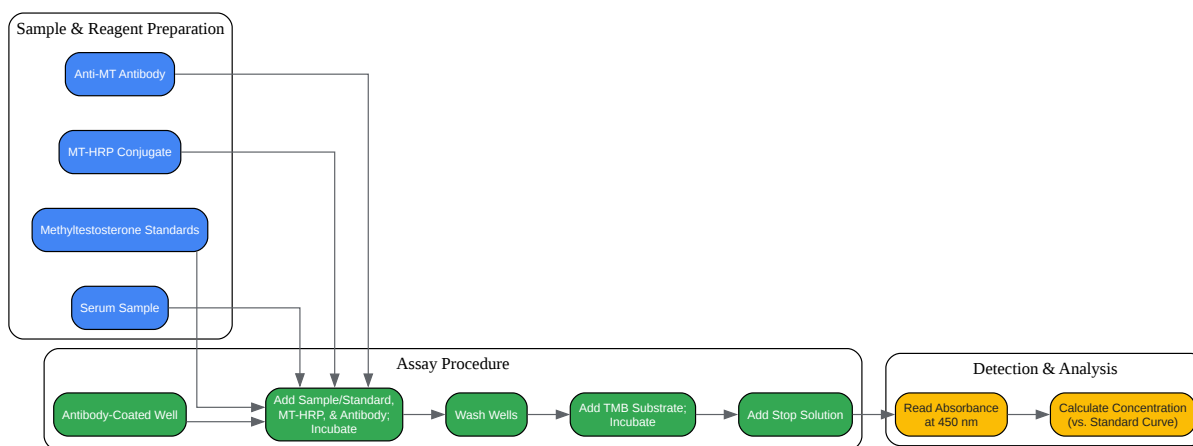 Sample & Reagent Preparation
Anti-MT Antibody
MT-HRP Conjugate
Methyltestosterone Standards
Serum Sample
Assay Procedure
Antibody-Coated Well
Add Sample/Standard,
MT-HRP, & Antibody;
Incubate
Wash Wells
Add TMB Substrate;
Incubate
Add Stop Solution
Detection & Analysis
Read Absorbance
at 450 nm
Calculate Concentration
(vs. Standard Curve)